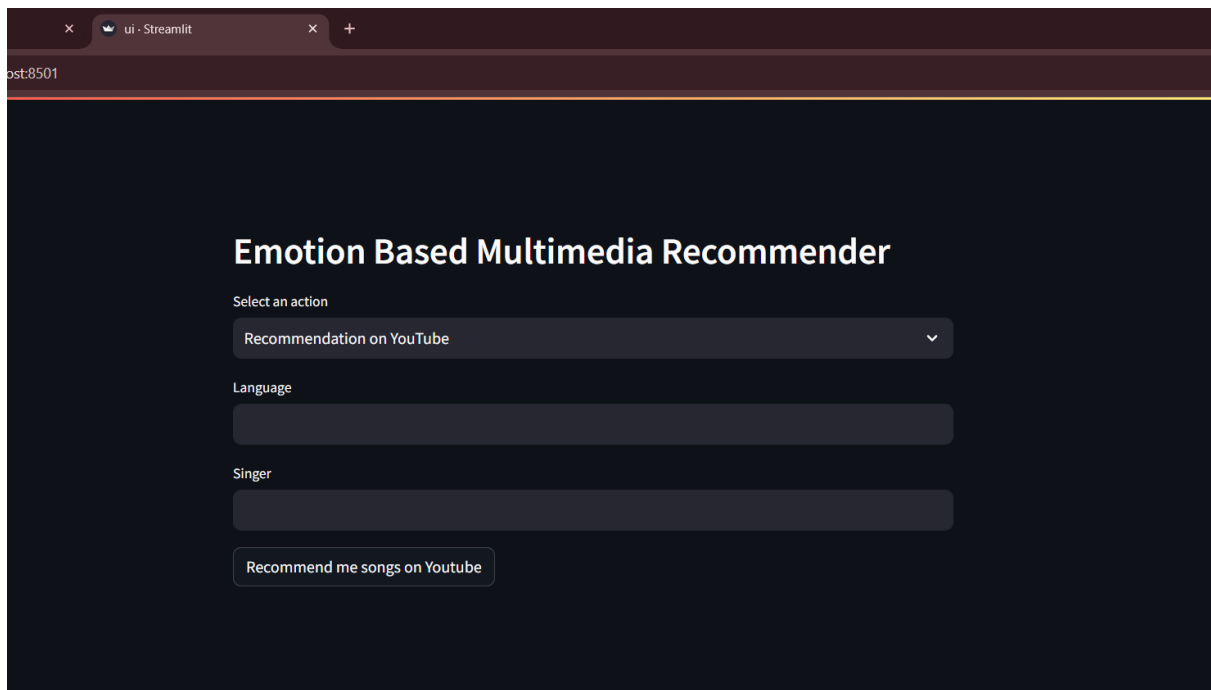 ui · Streamlit
ost:8501
Emotion Based Multimedia Recommender
Select an action
Recommendation on YouTube
Language
Singer
Recommend me songs on Youtube